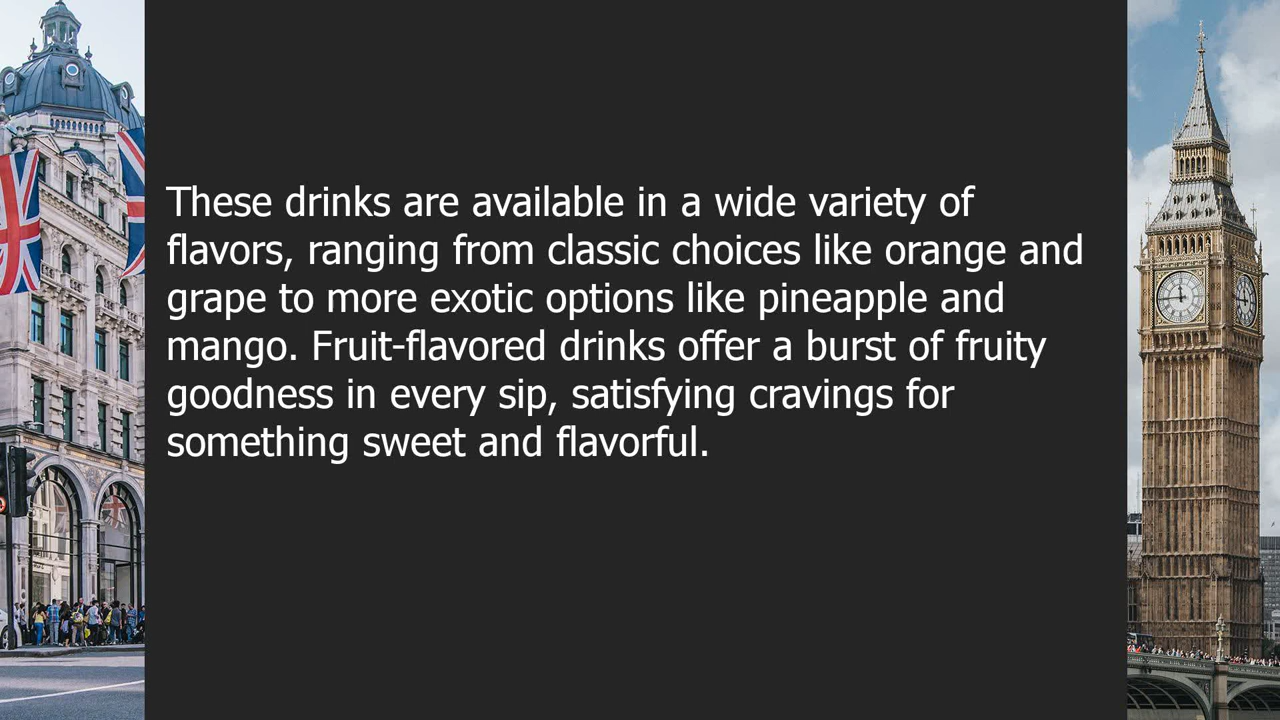 These drinks are available in a wide variety of
flavors, ranging from classic choices like orange and
grape to more exotic options like pineapple and
mango. Fruit-flavored drinks offer a burst of fruity
goodness in every sip, satisfying cravings for
something sweet and flavorful.